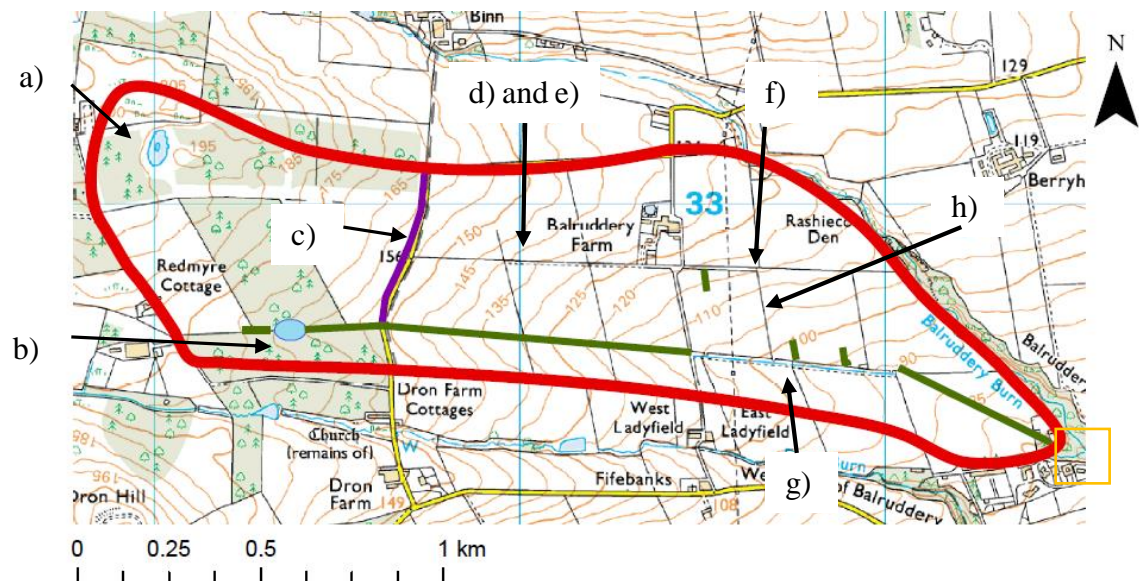 Binn
N
a)
d) and e)
f)
129
205
195
195
185
175
165
119
Berryh
33
h)
c)
150
Balruddery
Farm
Den
156
145
Redmyre
Cottage
135
125
120
110
b)
100
90
Balruddery Burn
Balruddery
Dron Farm
Cottages
West
Ladyfield
East
Ladyfield
Church
(remains of)
W
Fifebanks
g)
of Balruddery
Dron Hill
Dron
Farm
149
108
0 0.25 0.5 1 km